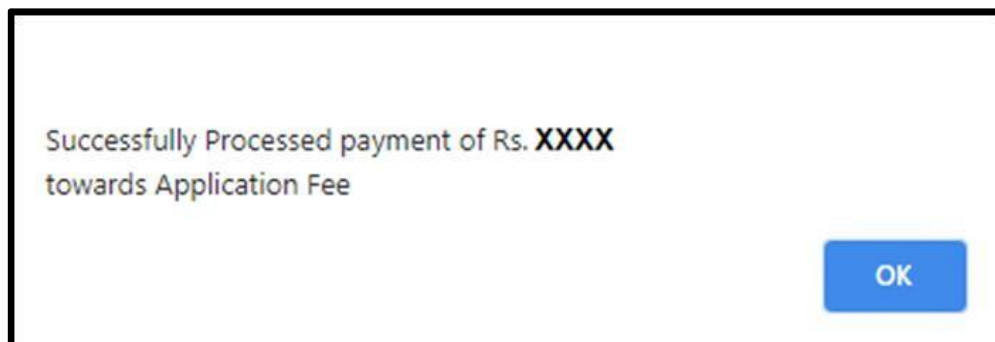 Successfully Processed payment of Rs. XXXX
towards Application Fee
OK